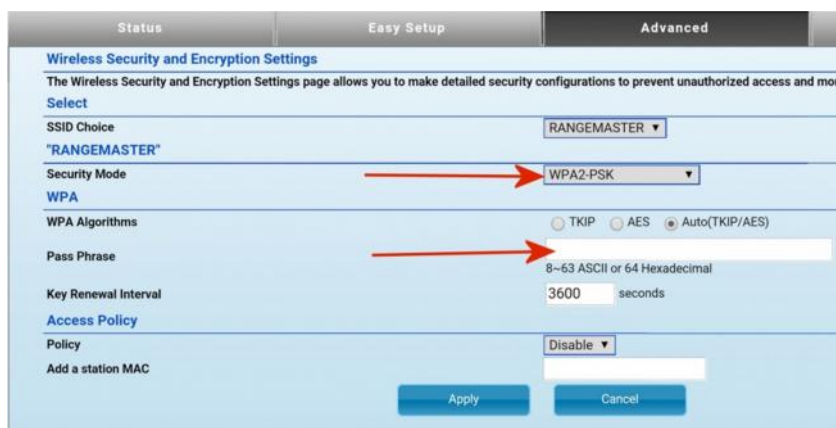 Status Easy Setup Advanced
Wireless Security and Encryption Settings
The Wireless Security and Encryption Settings page allows you to make detailed security configurations to prevent unauthorized access and
Select
SSID Choice RANGEMASTER
"RANGEMASTER"
Security Mode WPA2-PSK
WPA
WPA Algorithms TKIP AES Auto(TKIP/AES)
Pass Phrase
8~63 ASCII or 64 Hexadecimal
Key Renewal Interval 3600 seconds
Access Policy
Policy Disable
Add a station MAC
Apply Cancel